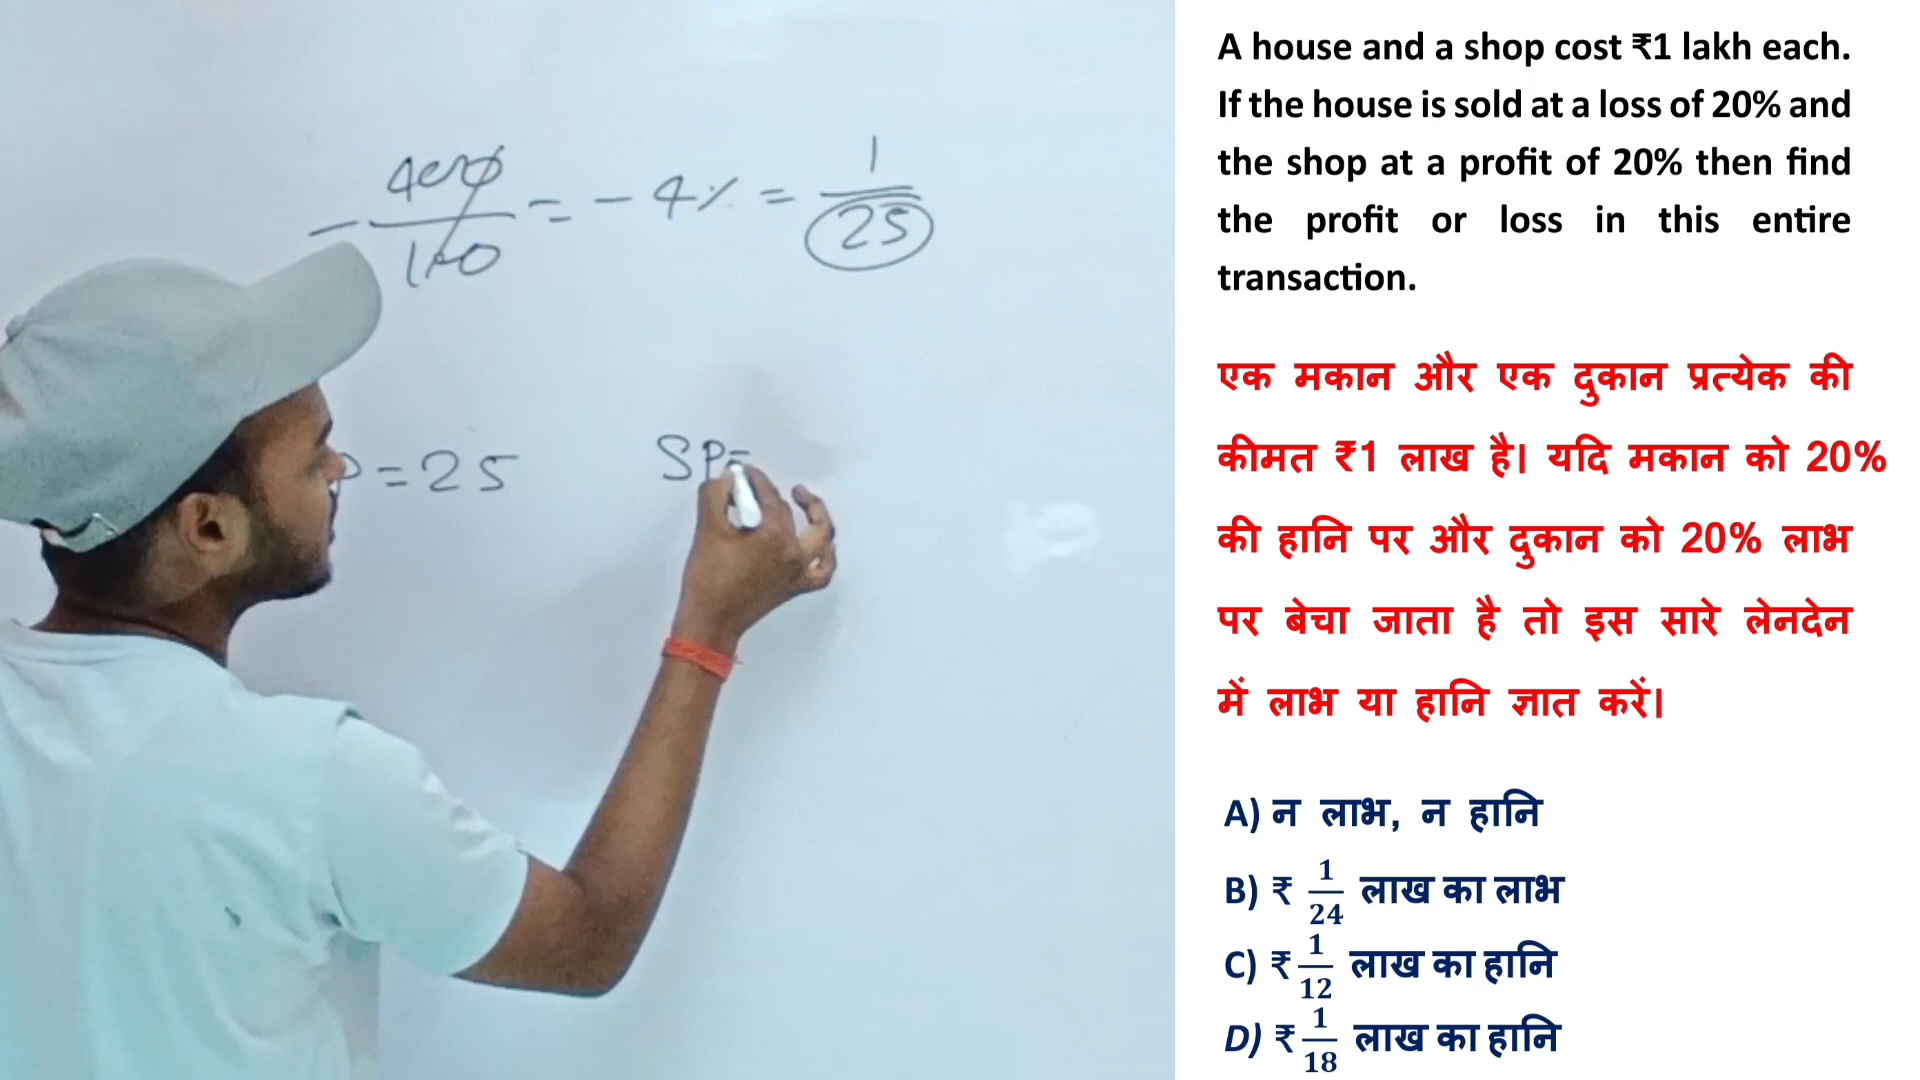 - 400/100 = - 4% = 1/25
P = 25 SP=
A house and a shop cost ₹1 lakh each.
If the house is sold at a loss of 20% and
the shop at a profit of 20% then find
the profit or loss in this entire
transaction.
एक मकान और एक दुकान प्रत्येक की
कीमत ₹1 लाख है। यदि मकान को 20%
की हानि पर और दुकान को 20% लाभ
पर बेचा जाता है तो इस सारे लेनदेन
में लाभ या हानि ज्ञात करें।
A) न लाभ, न हानि
B) ₹ 1/24 लाख का लाभ
C) ₹ 1/12 लाख का हानि
D) ₹ 1/18 लाख का हानि